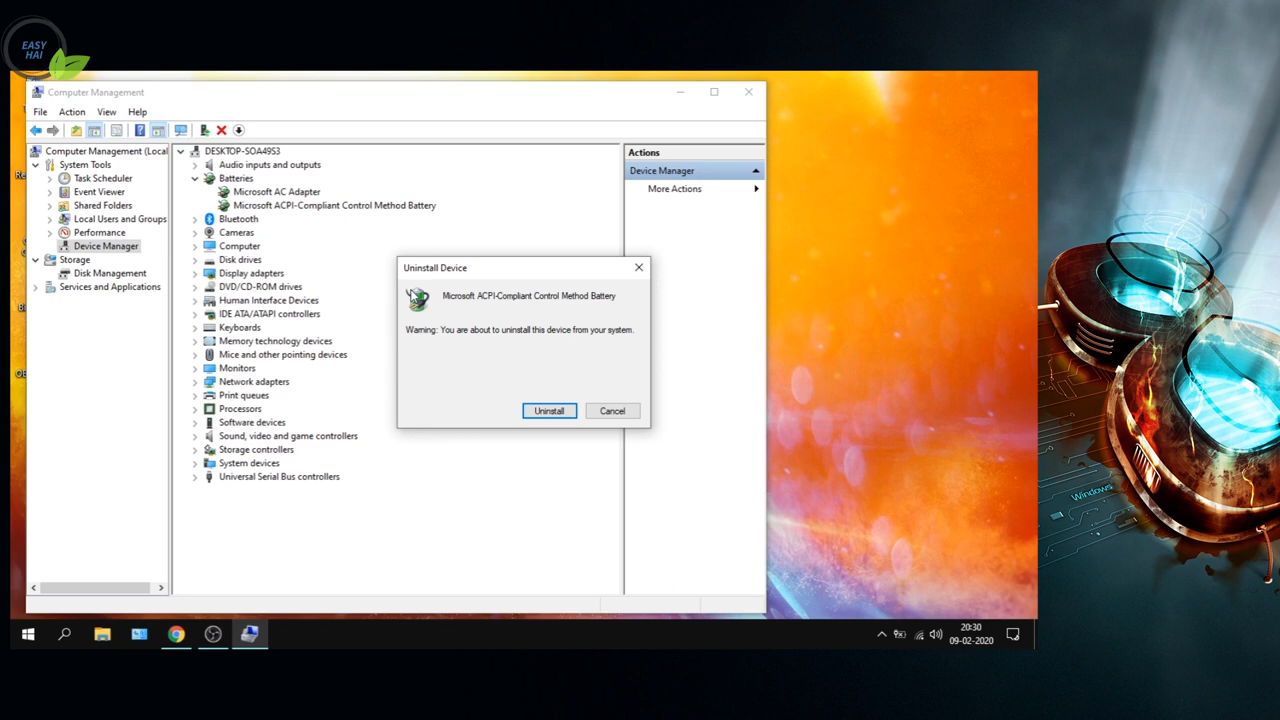 EASY
HAI
Computer Management
File Action View Help
Computer Management (Local
System Tools
Task Scheduler
Event Viewer
Shared Folders
Local Users and Groups
Performance
Device Manager
Storage
Disk Management
Services and Applications
DESKTOP-SOA49S3
Audio inputs and outputs
Batteries
Microsoft AC Adapter
Microsoft ACPI-Compliant Control Method Battery
Bluetooth
Cameras
Computer
Disk drives
Display adapters
DVD/CD-ROM drives
Human Interface Devices
IDE ATA/ATAPI controllers
Keyboards
Memory technology devices
Mice and other pointing devices
Monitors
Network adapters
Print queues
Processors
Software devices
Sound, video and game controllers
Storage controllers
System devices
Universal Serial Bus controllers
Actions
Device Manager
More Actions
Uninstall Device
Microsoft ACPI-Compliant Control Method Battery
Warning: You are about to uninstall this device from your system.
Uninstall Cancel
Windows
20:30
09-02-2020